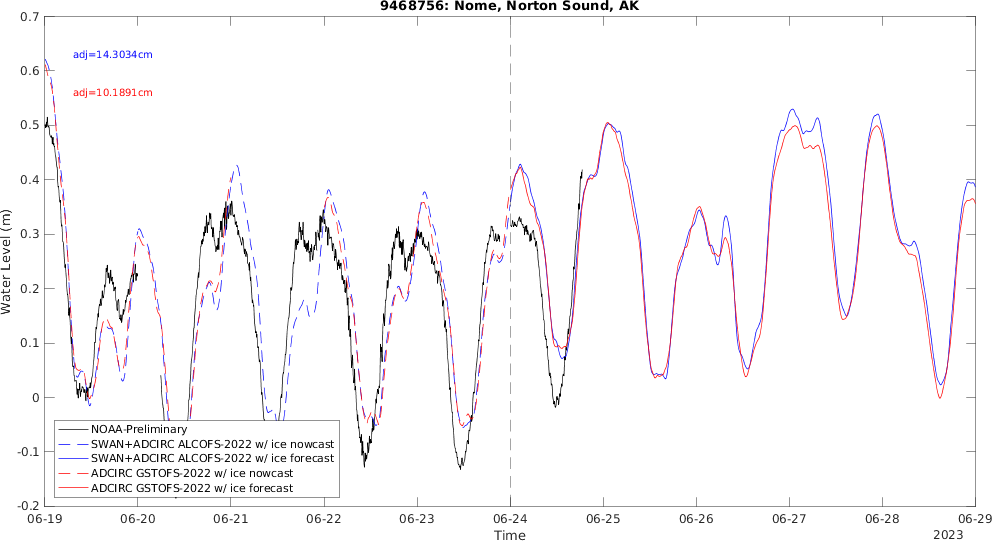 9468756: Nome, Norton Sound, AK
0.7
adj=14.3034cm
0.6
adj=10.1891cm
0.5
0.4
0.3
0.2
0.1
0
-0.1
-0.2
Water Level (m)
NOAA-Preliminary
SWAN+ADCIRC ALCOFS-2022 w/ ice nowcast
SWAN+ADCIRC ALCOFS-2022 w/ ice forecast
ADCIRC GSTOFS-2022 w/ ice nowcast
ADCIRC GSTOFS-2022 w/ ice forecast
06-19 06-20 06-21 06-22 06-23 06-24 06-25 06-26 06-27 06-28 06-29
Time
2023